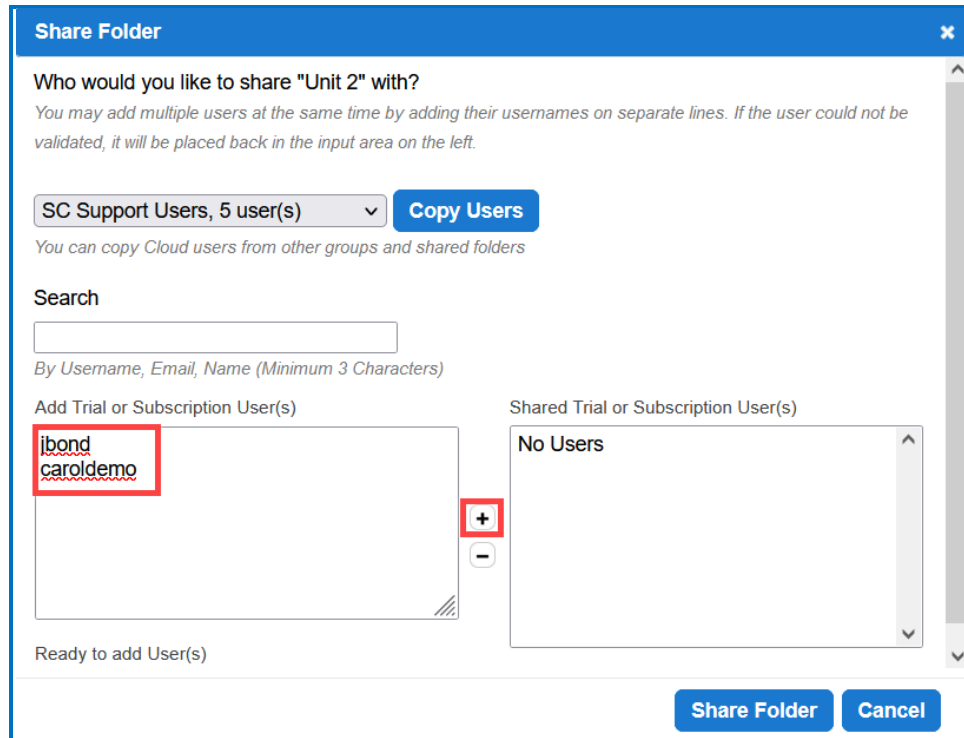 Share Folder
Who would you like to share "Unit 2" with?
You may add multiple users at the same time by adding their usernames on separate lines. If the user could not be
validated, it will be placed back in the input area on the left.
SC Support Users, 5 user(s)
Copy Users
You can copy Cloud users from other groups and shared folders
Search
By Username, Email, Name (Minimum 3 Characters)
Add Trial or Subscription User(s)
Shared Trial or Subscription User(s)
jbond
caroldemo
No Users
Ready to add User(s)
Share Folder
Cancel